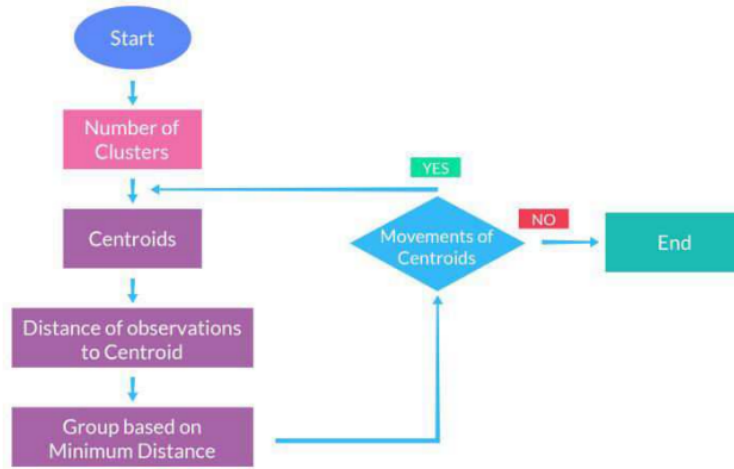 Start
Number of
Clusters
YES
Centroids
Movements of
Centroids
NO
End
Distance of observations
to Centroid
Group based on
Minimum Distance